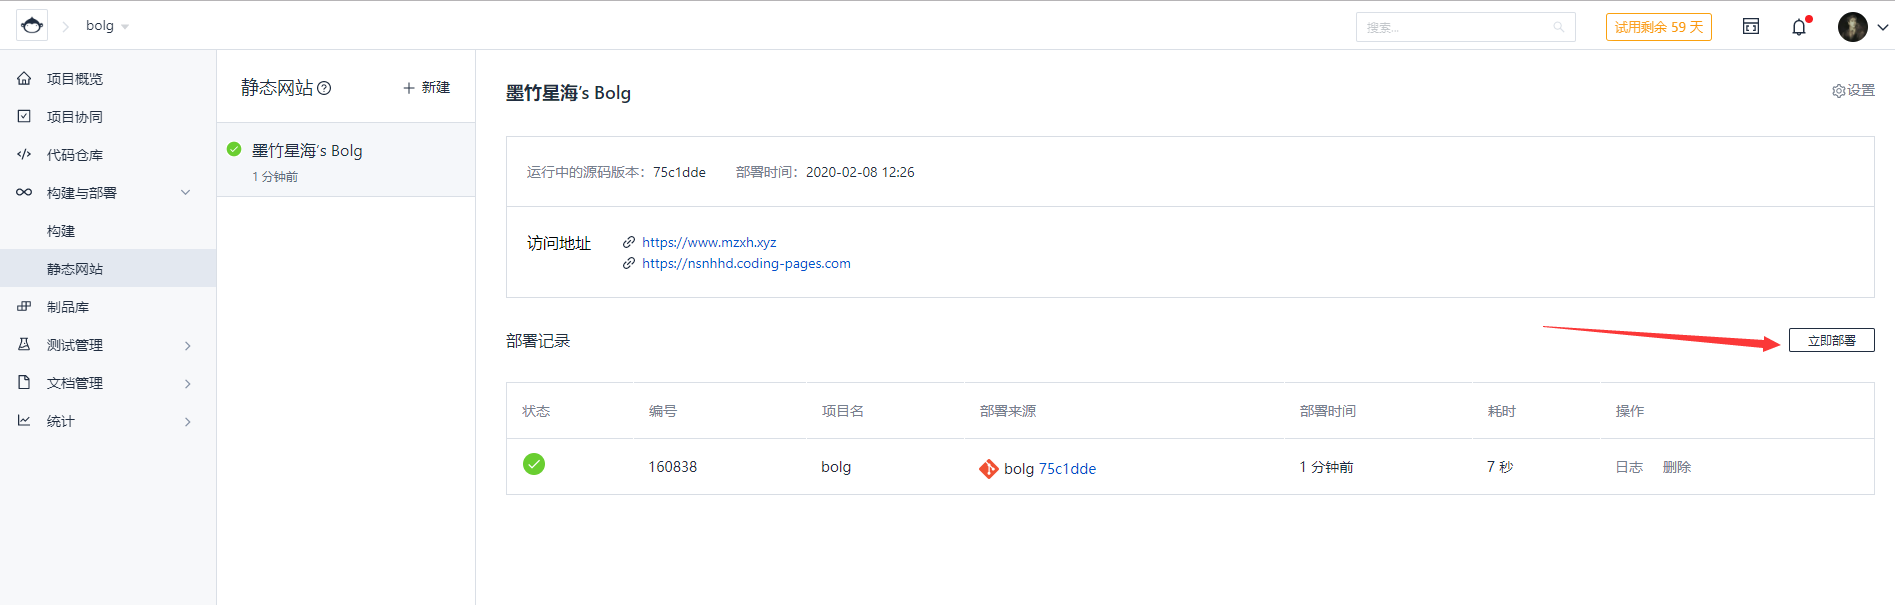 bolg
搜索...
试用剩余 59 天
项目概览
项目协同
代码仓库
构建与部署
构建
静态网站
制品库
测试管理
文档管理
统计
静态网站
新建
墨竹星海's Bolg
1 分钟前
墨竹星海's Bolg
设置
运行中的源码版本： 75c1dde 部署时间： 2020-02-08 12:26
访问地址
https://www.mzxh.xyz
https://nsnhhd.coding-pages.com
部署记录
立即部署
状态 编号 项目名 部署来源 部署时间 耗时 操作
160838 bolg bolg 75c1dde 1 分钟前 7 秒 日志 删除